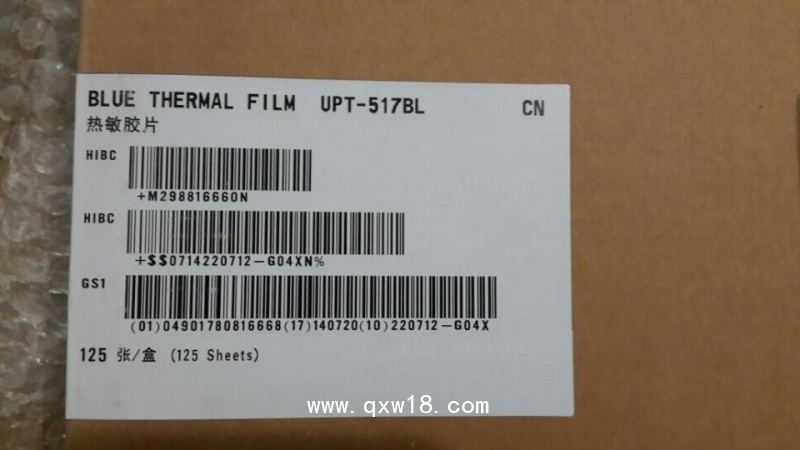 BLUE THERMAL FILM UPT-517BL CN
热敏胶片
HIBC
+M298816660N
HIBC
+$$0714220712-G04XN%
GS1
(01)04901780816668(17)140720(10)220712-G04X
125 张/盒 (125 Sheets)
www.qxw18.com